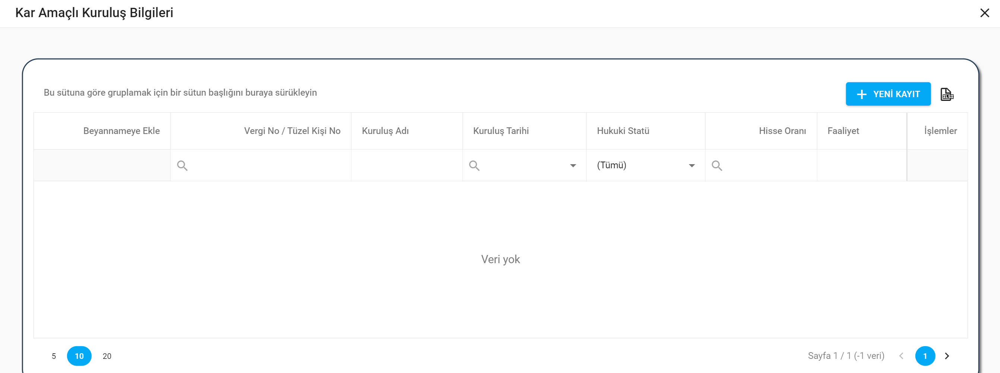 Kar Amaçlı Kuruluş Bilgileri
Bu sütuna göre gruplamak için bir sütun başlığını buraya sürükleyin
YENİ KAYIT
XLSX
Beyannameye Ekle
Vergi No / Tüzel Kişi No
Kuruluş Adı
Kuruluş Tarihi
Hukuki Statü
Hisse Oranı
Faaliyet
İşlemler
(Tümü)
Veri yok
5 10 20
Sayfa 1 / 1 (-1 veri) 1